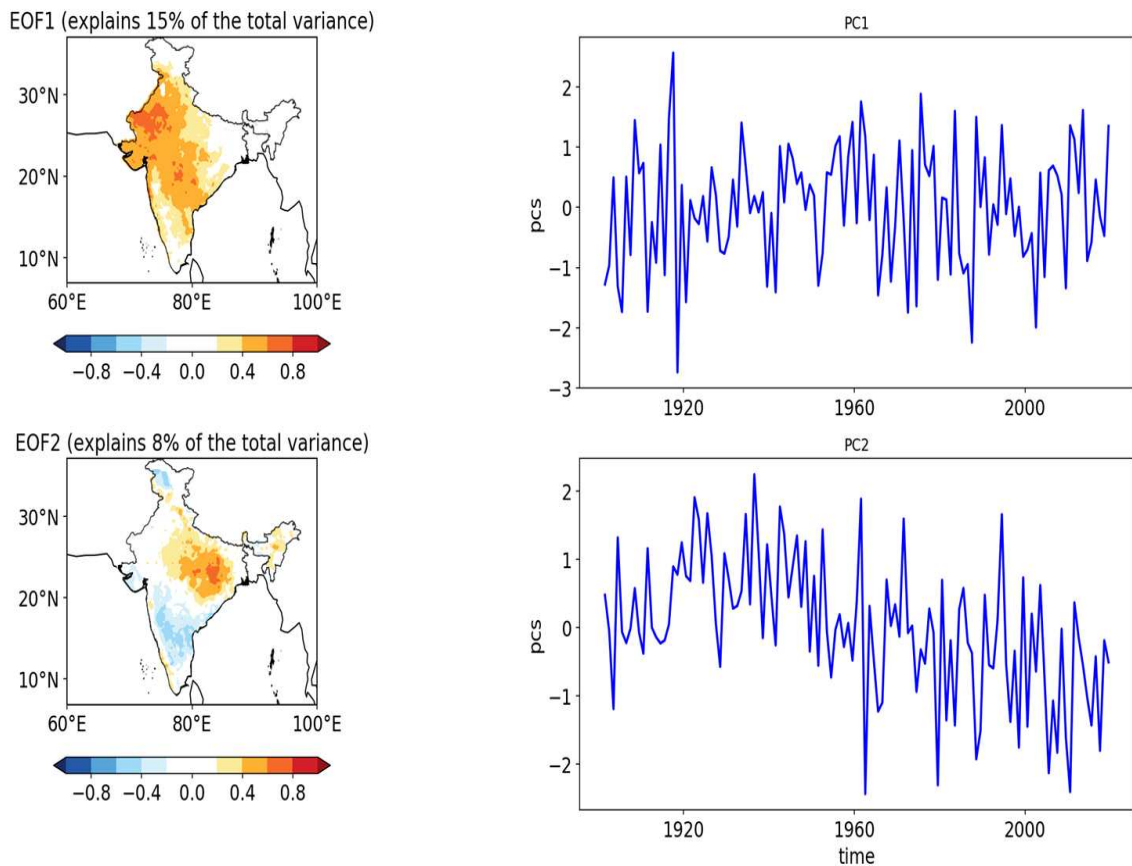 EOF1 (explains 15% of the total variance)
30°N
20°N
10°N
60°E 80°E 100°E
−0.8 −0.4 0.0 0.4 0.8
PC1
2
1
0
−1
−2
−3
pcs
1920 1960 2000
EOF2 (explains 8% of the total variance)
30°N
20°N
10°N
60°E 80°E 100°E
−0.8 −0.4 0.0 0.4 0.8
PC2
2
1
0
−1
−2
pcs
1920 1960 2000
time